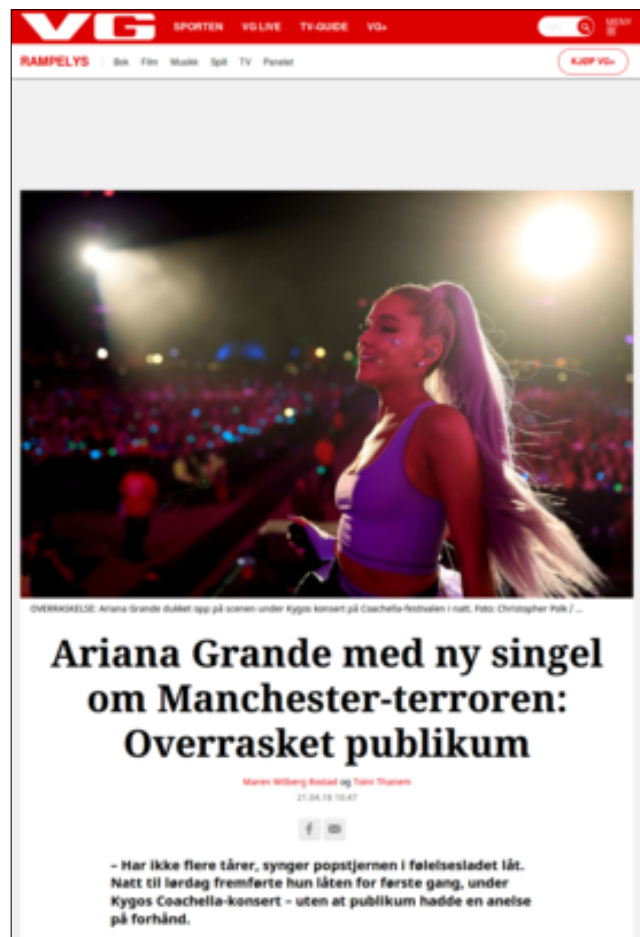 VG SPORTEN VG LIVE TV-GUIDE VG+ MENY
RAMPELYS Bok Film Musikk Spill TV Panelet KJØP VG+
OVERRASKELSE: Ariana Grande dukket opp på scenen under Kygos konsert på Coachella-festivalen i natt. Foto: Christopher Polk / ...
Ariana Grande med ny singel
om Manchester-terroren:
Overrasket publikum
Maren Wilberg Rostad og Tomi Thanem
21.04.18 10:47
– Har ikke flere tårer, synger popstjernen i følelsesladet låt.
Natt til lørdag fremførte hun låten for første gang, under
Kygos Coachella-konsert – uten at publikum hadde en anelse
på forhånd.